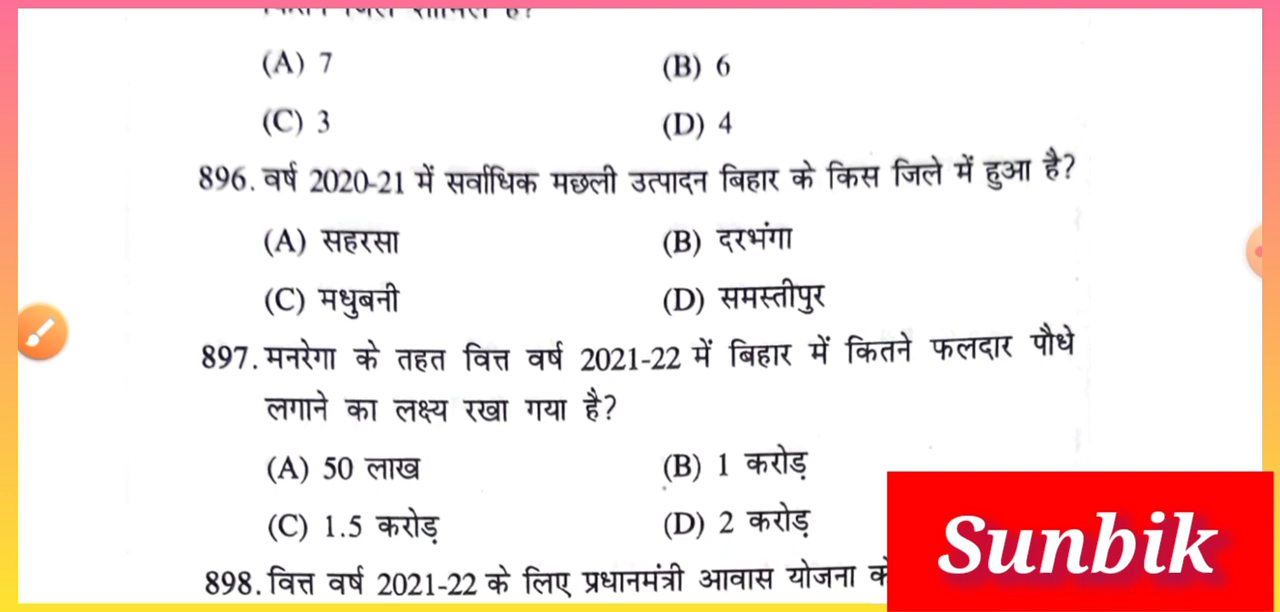 (A) 7 (B) 6
(C) 3 (D) 4
896. वर्ष 2020-21 में सर्वाधिक मछली उत्पादन बिहार के किस जिले में हुआ है?
(A) सहरसा (B) दरभंगा
(C) मधुबनी (D) समस्तीपुर
897. मनरेगा के तहत वित्त वर्ष 2021-22 में बिहार में कितने फलदार पौधे
लगाने का लक्ष्य रखा गया है?
(A) 50 लाख (B) 1 करोड़
(C) 1.5 करोड़ (D) 2 करोड़
898. वित्त वर्ष 2021-22 के लिए प्रधानमंत्री आवास योजना
Sunbik